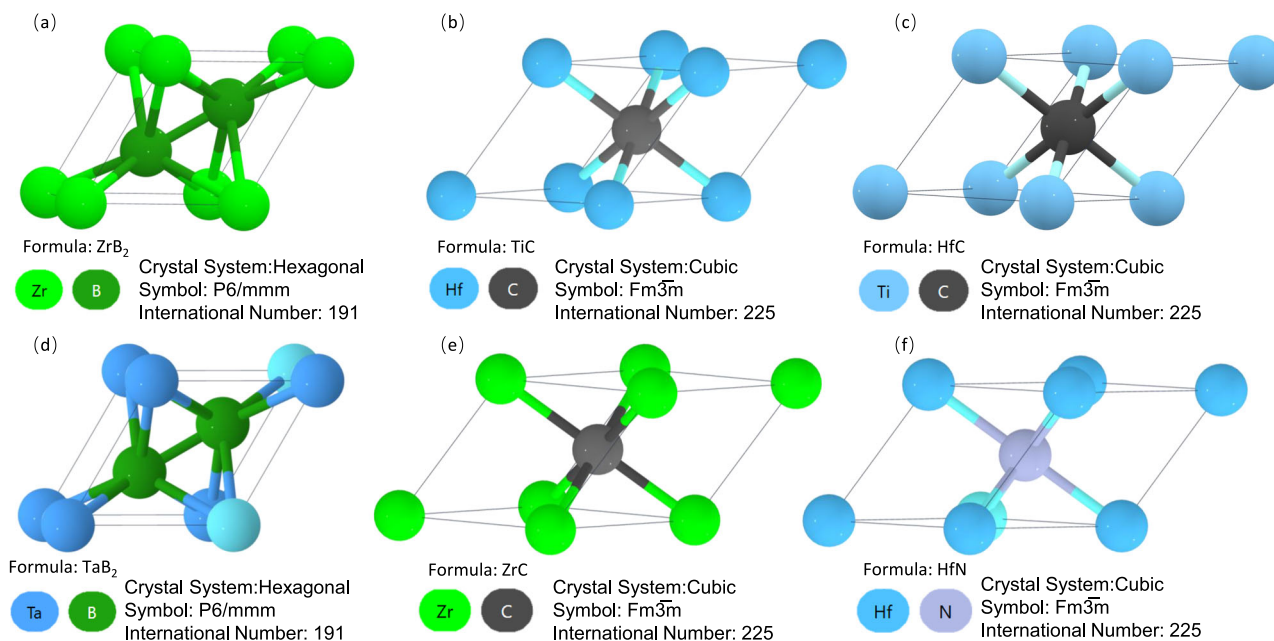 (a)
Formula: ZrB₂
Zr B
Crystal System:Hexagonal
Symbol: P6/mmm
International Number: 191
(b)
Formula: TiC
Hf C
Crystal System:Cubic
Symbol: Fm3̅m
International Number: 225
(c)
Formula: HfC
Ti C
Crystal System:Cubic
Symbol: Fm3̅m
International Number: 225
(d)
Formula: TaB₂
Ta B
Crystal System:Hexagonal
Symbol: P6/mmm
International Number: 191
(e)
Formula: ZrC
Zr C
Crystal System:Cubic
Symbol: Fm3̅m
International Number: 225
(f)
Formula: HfN
Hf N
Crystal System:Cubic
Symbol: Fm3̅m
International Number: 225